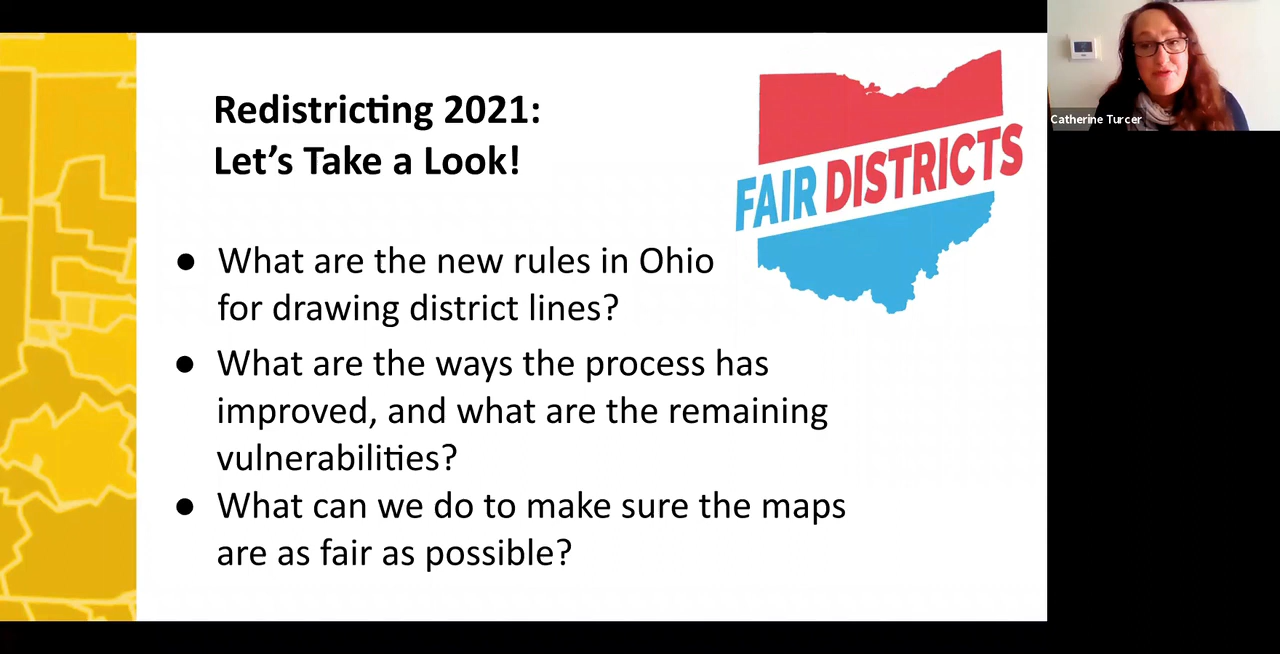 Redistricting 2021:
Let’s Take a Look!
FAIR DISTRICTS
● What are the new rules in Ohio
for drawing district lines?
● What are the ways the process has
improved, and what are the remaining
vulnerabilities?
● What can we do to make sure the maps
are as fair as possible?
Catherine Turcer